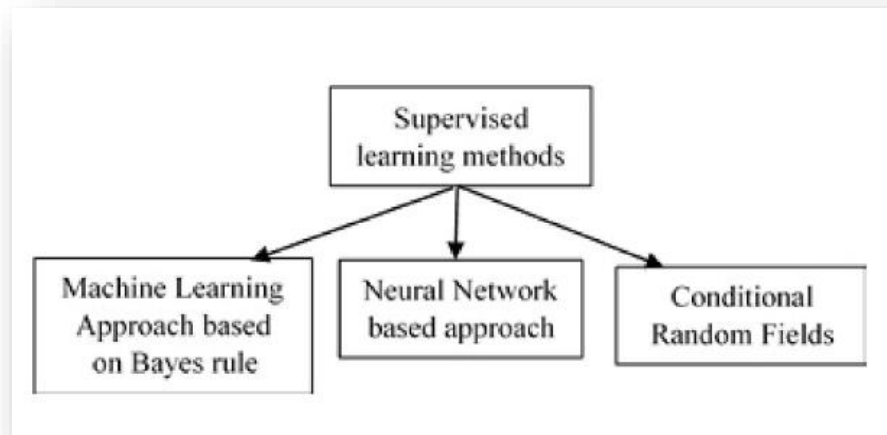 Supervised
learning methods
Machine Learning
Approach based
on Bayes rule
Neural Network
based approach
Conditional
Random Fields